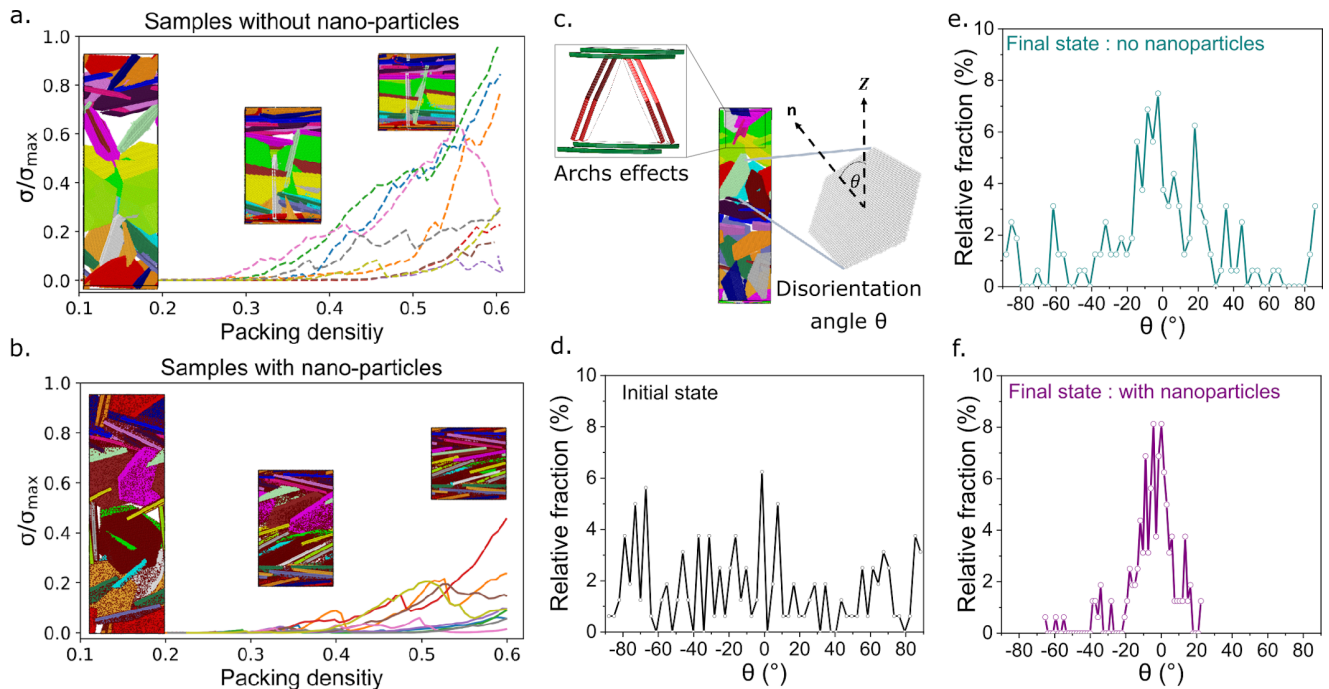 a.
Samples without nano-particles
1.0
0.8
0.6
0.4
0.2
0.0
σ/σmax
0.1 0.2 0.3 0.4 0.5 0.6
Packing densitiy
b.
Samples with nano-particles
1.0
0.8
0.6
0.4
0.2
0.0
σ/σmax
0.1 0.2 0.3 0.4 0.5 0.6
Packing densitiy
c.
Archs effects
n
z
θ
Disorientation
angle θ
d.
Initial state
10
8
6
4
2
0
Relative fraction (%)
-80 -60 -40 -20 0 20 40 60 80
θ (°)
e.
Final state : no nanoparticles
10
8
6
4
2
0
Relative fraction (%)
-80 -60 -40 -20 0 20 40 60 80
θ (°)
f.
Final state : with nanoparticles
10
8
6
4
2
0
Relative fraction (%)
-80 -60 -40 -20 0 20 40 60 80
θ (°)